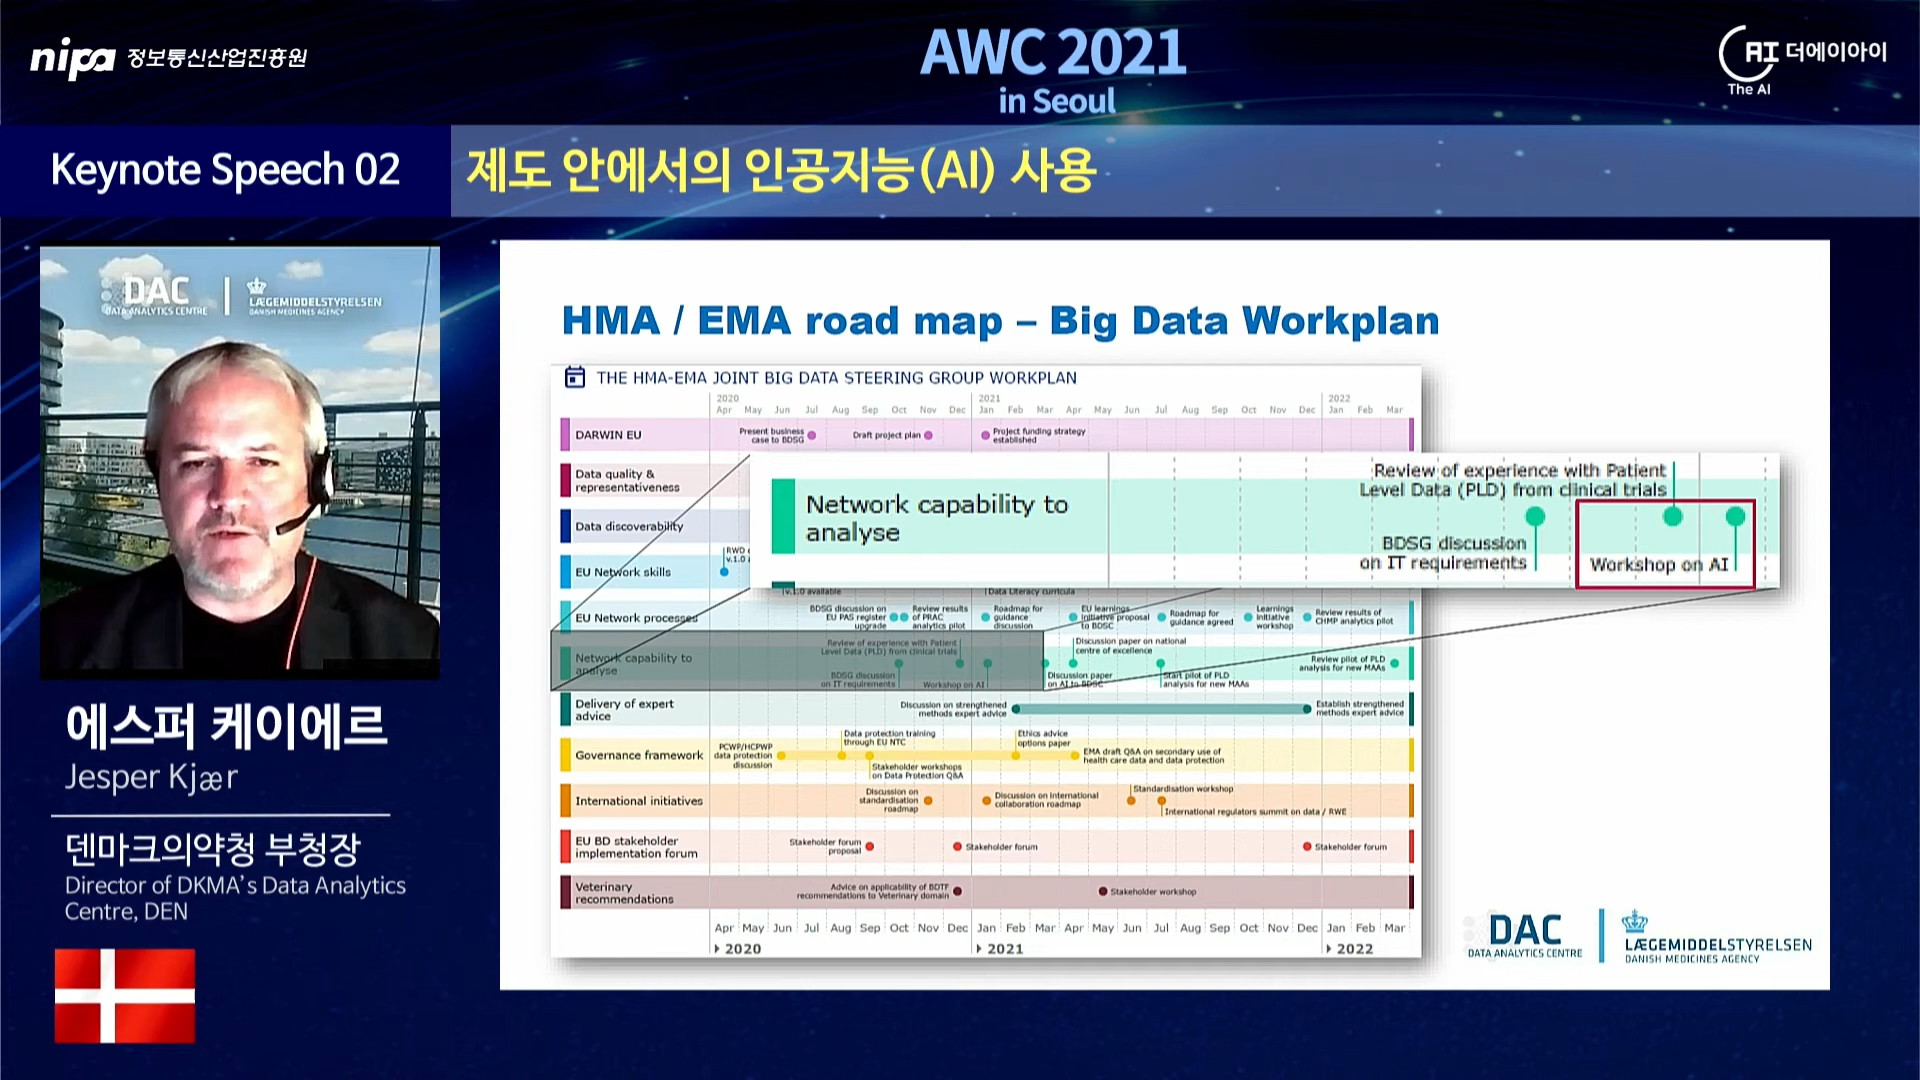 nipa 정보통신산업진흥원
AWC 2021
in Seoul
AI 더에이아이
The AI
Keynote Speech 02
제도 안에서의 인공지능(AI) 사용
DAC
DATA ANALYTICS CENTRE
LÆGEMIDDELSTYRELSEN
DANISH MEDICINES AGENCY
에스퍼 케이에르
Jesper Kjær
덴마크의약청 부청장
Director of DKMA's Data Analytics
Centre, DEN
HMA / EMA road map – Big Data Workplan
THE HMA-EMA JOINT BIG DATA STEERING GROUP WORKPLAN
2020 2021 2022
Apr May Jun Jul Aug Sep Oct Nov Dec Jan Feb Mar Apr May Jun Jul Aug Sep Oct Nov Dec Jan Feb Mar
DARWIN EU
Present business
case to BDSG
Draft project plan
Project funding strategy
established
Data quality &
representativeness
Data discoverability
EU Network skills
RWD
v.1.0
v.1.0 available
Data Literacy curricula
Network capability to
analyse
Review of experience with Patient
Level Data (PLD) from clinical trials
BDSG discussion
on IT requirements
Workshop on AI
EU Network processes
BDSG discussion on
EU PAS register
upgrade
Review results
of PRAC
analytics pilot
Roadmap for
guidance
discussion
EU learnings
initiative proposal
to BDSC
Roadmap for
guidance agreed
Learnings
initiative
workshop
Review results of
CHMP analytics pilot
Network capability to
analyse
Review of experience with Patient
Level Data (PLD) from clinical trials
BDSG discussion
on IT requirements
Workshop on AI
Discussion paper
on AI to BDSC
Discussion paper on national
centre of excellence
Start pilot of PLD
analysis for new MAAs
Review pilot of PLD
analysis for new MAAs
Delivery of expert
advice
Discussion on strengthened
methods expert advice
Establish strengthened
methods expert advice
Governance framework
PCWP/HCPWP
data protection
discussion
Data protection training
through EU NTC
Stakeholder workshops
on Data Protection Q&A
Ethics advice
options paper
EMA draft Q&A on secondary use of
health care data and data protection
International initiatives
Discussion on
standardisation
roadmap
Discussion on international
collaboration roadmap
Standardisation workshop
International regulators summit on data / RWE
EU BD stakeholder
implementation forum
Stakeholder forum
proposal
Stakeholder forum
Stakeholder forum
Veterinary
recommendations
Advice on applicability of BDTF
recommendations to Veterinary domain
Stakeholder workshop
Apr May Jun Jul Aug Sep Oct Nov Dec Jan Feb Mar Apr May Jun Jul Aug Sep Oct Nov Dec Jan Feb Mar
2020 2021 2022
DAC
DATA ANALYTICS CENTRE
LÆGEMIDDELSTYRELSEN
DANISH MEDICINES AGENCY